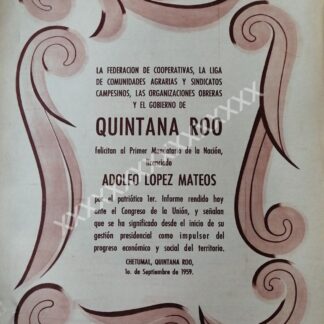 LA FEDERACION DE COOPERATIVAS, LA LIGA
DE COMUNIDADES AGRARIAS Y SINDICATOS
CAMPESINOS, LAS ORGANIZACIONES OBRERAS
Y EL GOBIERNO DE
QUINTANA ROO
felicitan al Primer Mandatario de la Nación,
licenciado
ADOLFO LOPEZ MATEOS
por el patriótico 1er. Informe rendido hoy
ante el Congreso de la Unión, y señalan
que se ha significado desde el inicio de su
gestión presidencial como impulsor del
progreso económico y social del territorio.
CHETUMAL, QUINTANA ROO,
1o. de Septiembre de 1959.